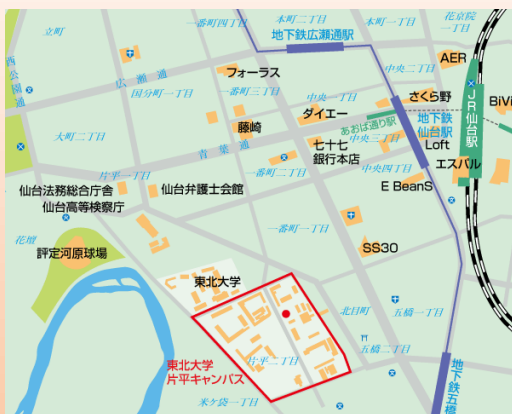 立町
一番町四丁目
本町二丁目
本町一丁目
花京院
一丁目
地下鉄広瀬通駅
西公園通
広瀬通
国分町一丁目
フォーラス
一番町三丁目
中央二丁目
AER
中央一丁目
さくら野
ダイエー
BiVi
JR仙台駅
大町二丁目
藤崎
青葉通
あおば通り駅
地下鉄
仙台駅
中央三丁目
七十七
銀行本店
Loft
エスパル
片平一丁目
一番町二丁目
中央四丁目
E BeanS
仙台法務総合庁舎
仙台高等検察庁
仙台弁護士会館
花壇
評定河原球場
一番町一丁目
SS30
東北大学
北目町
五橋一丁目
東北大学
片平キャンパス
片平二丁目
五橋二丁目
地下鉄五橋
米ケ袋一丁目